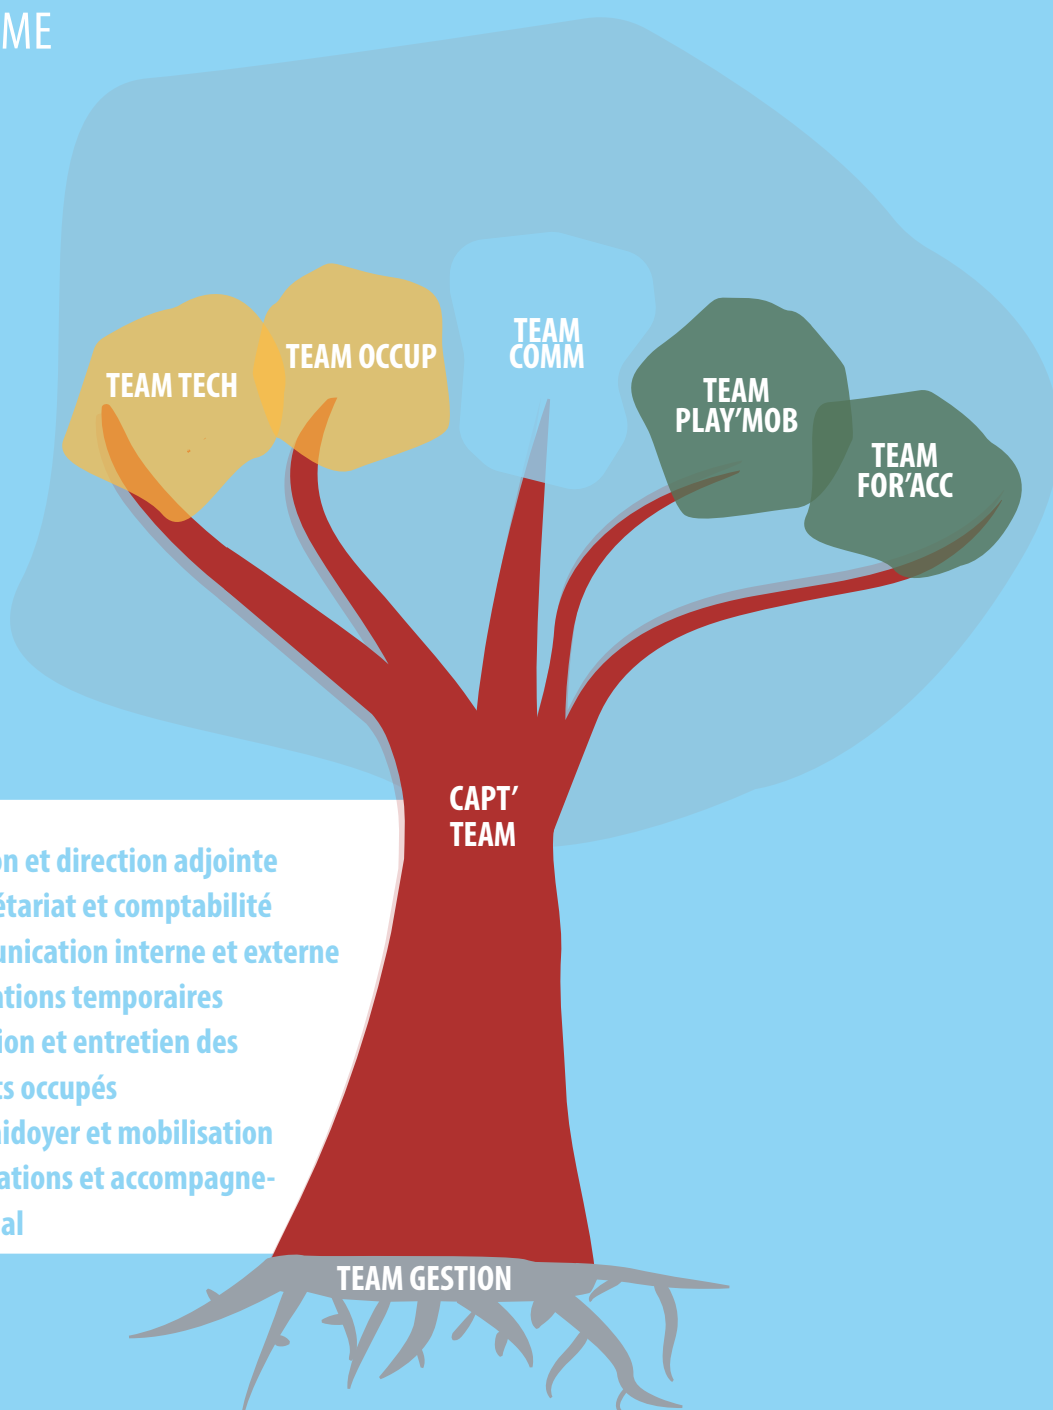 ME
TEAM TECH
TEAM OCCUP
TEAM
COMM
TEAM
PLAY’MOB
TEAM
FOR’ACC
CAPT’
TEAM
on et direction adjointe
étariat et comptabilité
unication interne et externe
ations temporaires
ion et entretien des
ts occupés
aidoyer et mobilisation
ations et accompagne-
al
TEAM GESTION